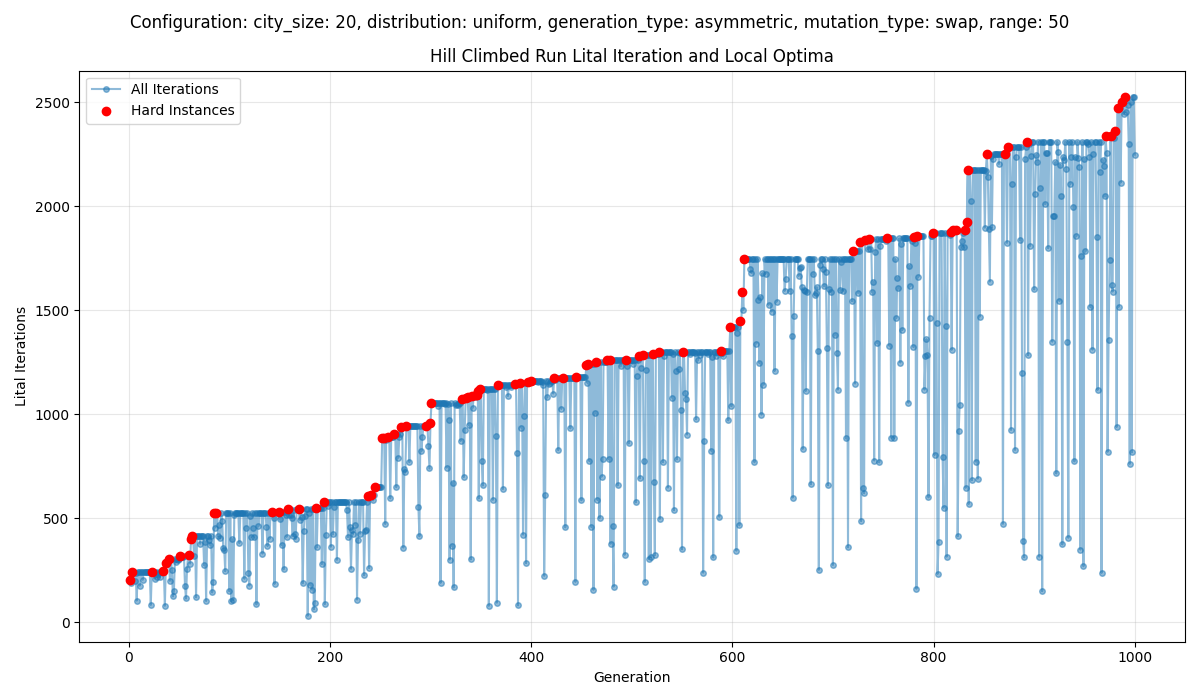 Configuration: city_size: 20, distribution: uniform, generation_type: asymmetric, mutation_type: swap, range: 50
Hill Climbed Run Lital Iteration and Local Optima
All Iterations
Hard Instances
2500
2000
1500
1000
500
0
Lital Iterations
0 200 400 600 800 1000
Generation